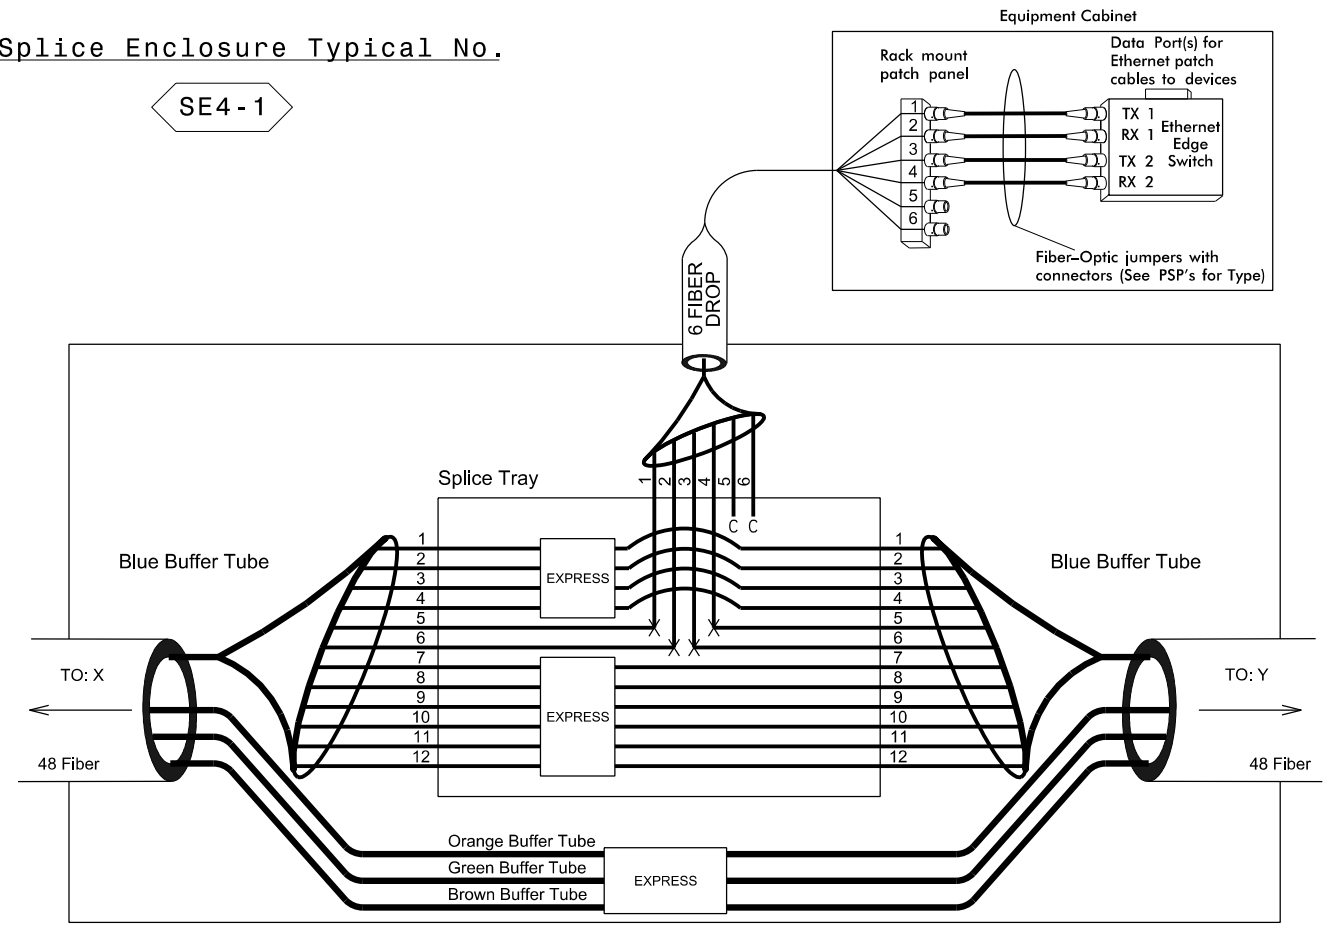 Splice Enclosure Typical No.
SE4-1
Equipment Cabinet
Rack mount
patch panel
Data Port(s) for
Ethernet patch
cables to devices
1
2
3
4
5
6
TX 1
RX 1
TX 2
RX 2
Ethernet
Edge
Switch
Fiber-Optic jumpers with
connectors (See PSP's for Type)
6 FIBER
DROP
Splice Tray
1
2
3
4
5
6
C C
Blue Buffer Tube
Blue Buffer Tube
1
2
3
4
5
6
7
8
9
10
11
12
EXPRESS
EXPRESS
1
2
3
4
5
6
7
8
9
10
11
12
X X
X X
TO: X
48 Fiber
TO: Y
48 Fiber
Orange Buffer Tube
Green Buffer Tube
Brown Buffer Tube
EXPRESS